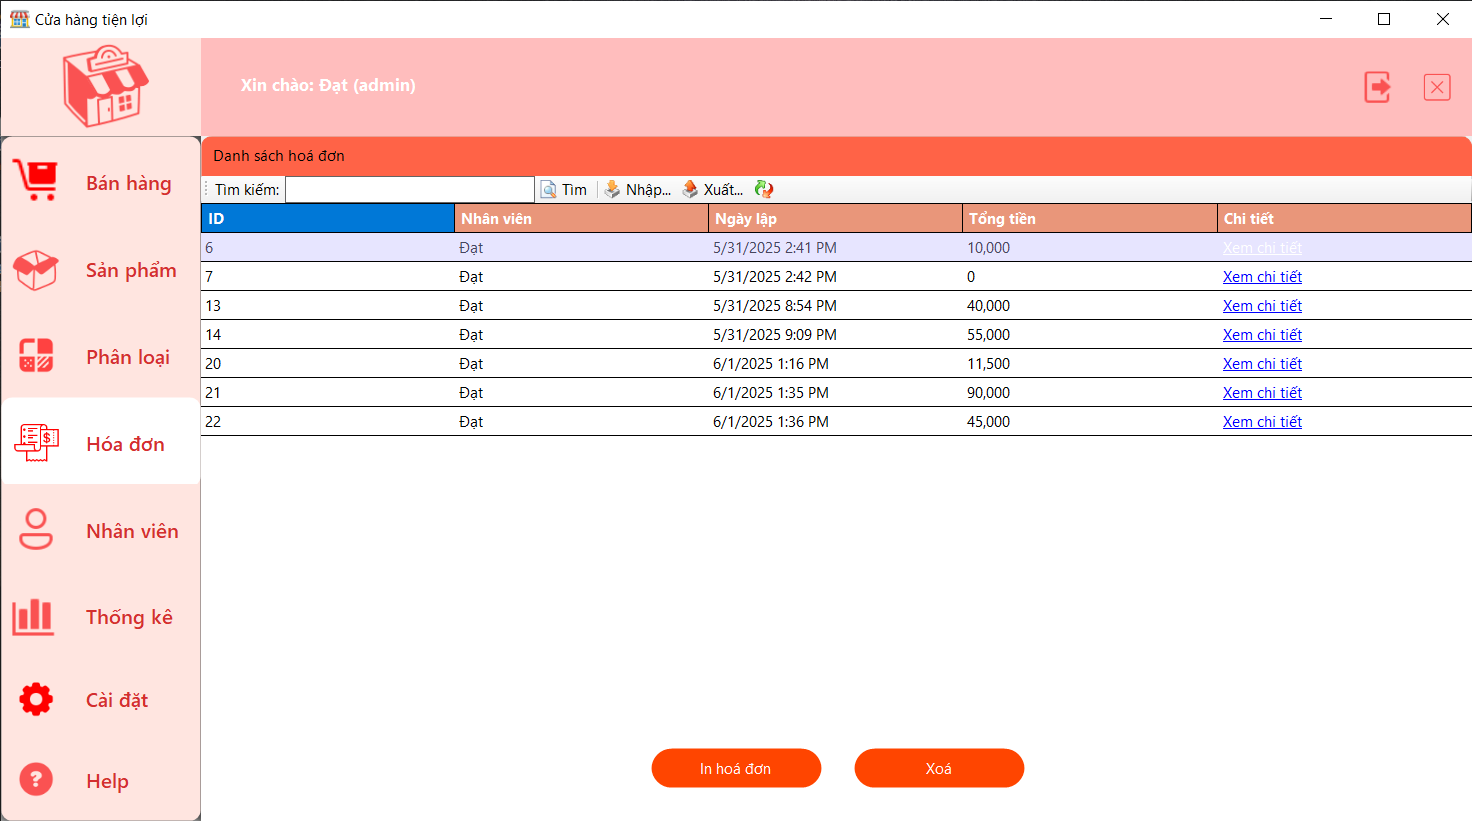 Cửa hàng tiện lợi
Xin chào: Đạt (admin)
Bán hàng
Sản phẩm
Phân loại
Hóa đơn
Nhân viên
Thống kê
Cài đặt
Help
Danh sách hoá đơn
Tìm kiếm: Tìm Nhập... Xuất...
ID Nhân viên Ngày lập Tổng tiền Chi tiết
6 Đạt 5/31/2025 2:41 PM 10,000 Xem chi tiết
7 Đạt 5/31/2025 2:42 PM 0 Xem chi tiết
13 Đạt 5/31/2025 8:54 PM 40,000 Xem chi tiết
14 Đạt 5/31/2025 9:09 PM 55,000 Xem chi tiết
20 Đạt 6/1/2025 1:16 PM 11,500 Xem chi tiết
21 Đạt 6/1/2025 1:35 PM 90,000 Xem chi tiết
22 Đạt 6/1/2025 1:36 PM 45,000 Xem chi tiết
In hoá đơn Xoá